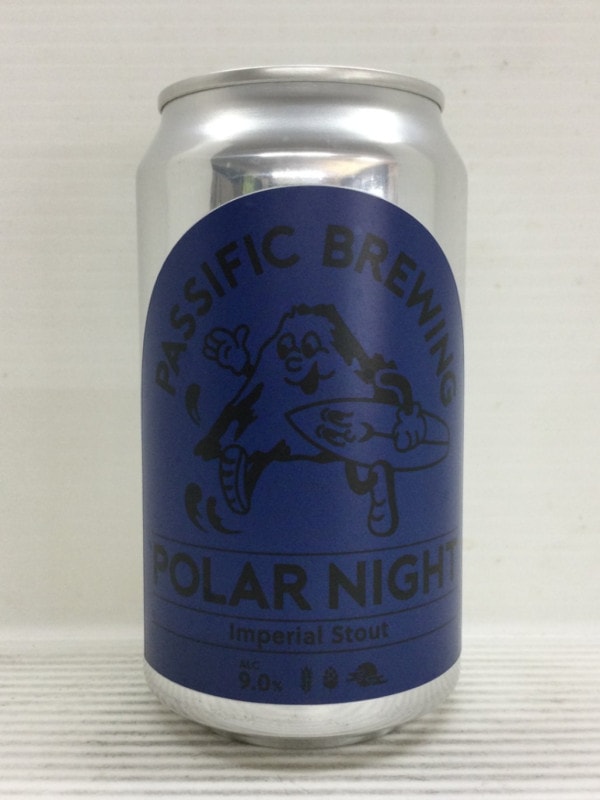 PASSIFIC BREWING
POLAR NIGHT
Imperial Stout
ALC.
9.0%